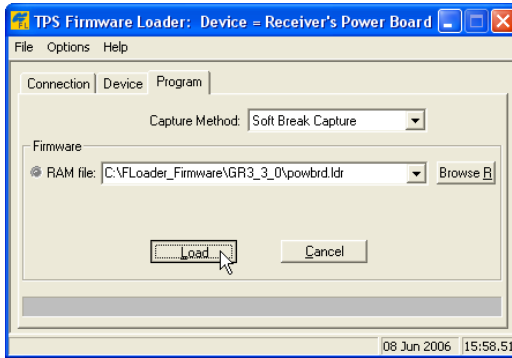 TPS Firmware Loader: Device = Receiver's Power Board
File Options Help
Connection Device Program
Capture Method: Soft Break Capture
Firmware
RAM file: C:\FLoader_Firmware\GR3_3_0\powbrd.ldr Browse R
Load Cancel
08 Jun 2006 15:58.51